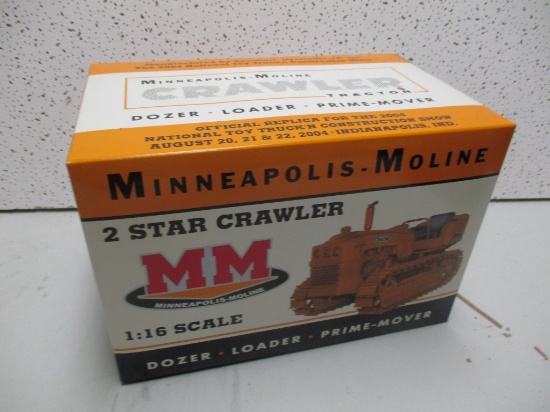 MINNEAPOLIS-MOLINE
CRAWLER
TRACTOR
DOZER · LOADER · PRIME-MOVER
OFFICIAL REPLICA FOR THE 2004
NATIONAL TOY TRUCK'N CONSTRUCTION SHOW
AUGUST 20, 21 & 22, 2004 · INDIANAPOLIS, IND.
MINNEAPOLIS-MOLINE
2 STAR CRAWLER
MM
MINNEAPOLIS-MOLINE
1:16 SCALE
DOZER · LOADER · PRIME-MOVER